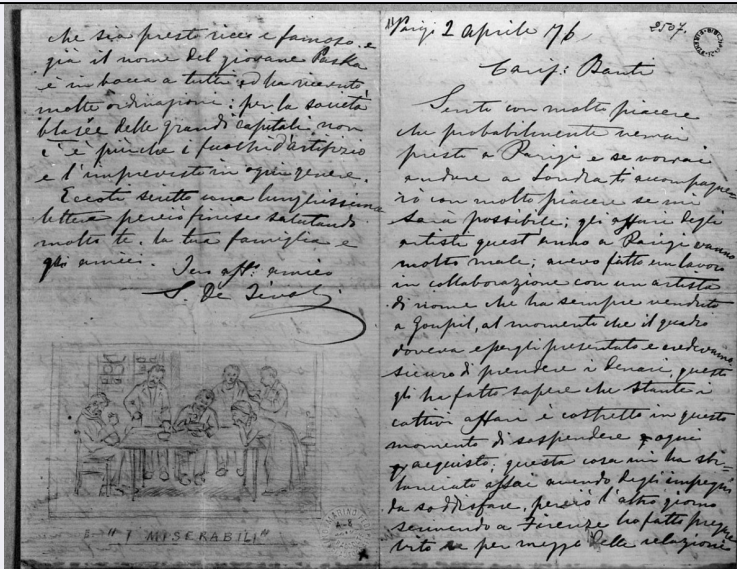 che sia presto ricco e famoso, e
già il nome del giovane Paska
è in bocca a tutti ed ha ricevuto
molte ordinazioni; per la società
blasée delle grandi capitali non
c'è più che i fuochi d'artifizio
e l'imprevisto in ogni genere.
Eccoti scritto una lunghissima
lettera perciò finisco salutando
molto te, la tua famiglia e
gli amici. Tuo aff: amico
S. De Tivoli
"I MISERABILI"
Parigi 2 Aprile 76
2507.
Cariss: Banti
Sento con molto piacere
che probabilmente verrai
presto a Parigi e se vorrai
andare a Londra ti accompagne-
rò con molto piacere se mi
sarà possibile; gli affari degli
artisti quest'anno a Parigi vanno
molto male; avevo fatto un lavoro
in collaborazione con un artista
di nome che ha sempre venduto
a Goupil, al momento che il quadro
doveva essergli presentato e credevamo
sicuro di prendere i denari, questo
gli ha fatto sapere che stante i
cattivi affari è costretto in questo
momento di sospendere ogni
acquisto; questa cosa mi ha sbi-
lanciato assai avendo degli impegni
da soddisfare, perciò l'altro giorno
scrivendo a Firenze ho fatto
per mezzo delle relazioni